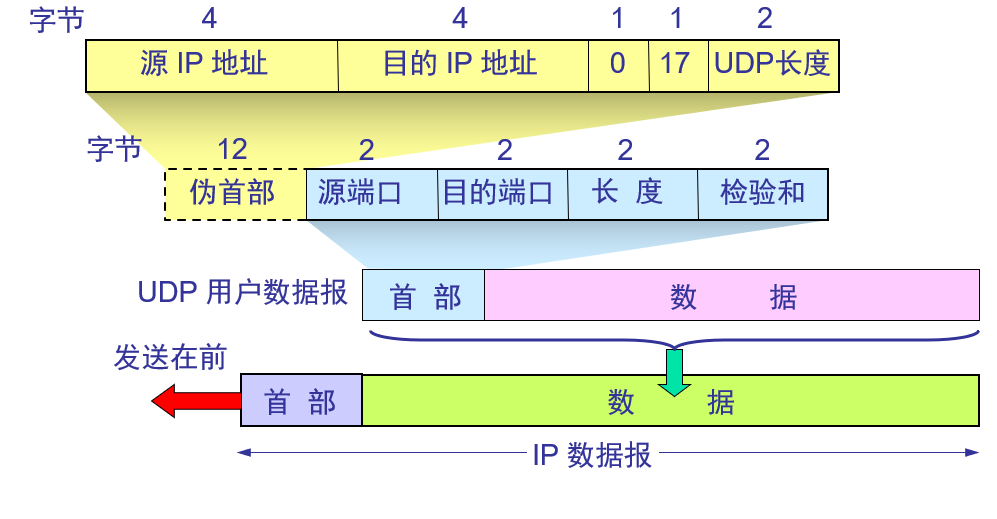 字节 4 4 1 1 2
源 IP 地址 目的 IP 地址 0 17 UDP长度
字节 12 2 2 2 2
伪首部 源端口 目的端口 长 度 检验和
UDP 用户数据报 首 部 数 据
发送在前
首 部 数 据
IP 数据报